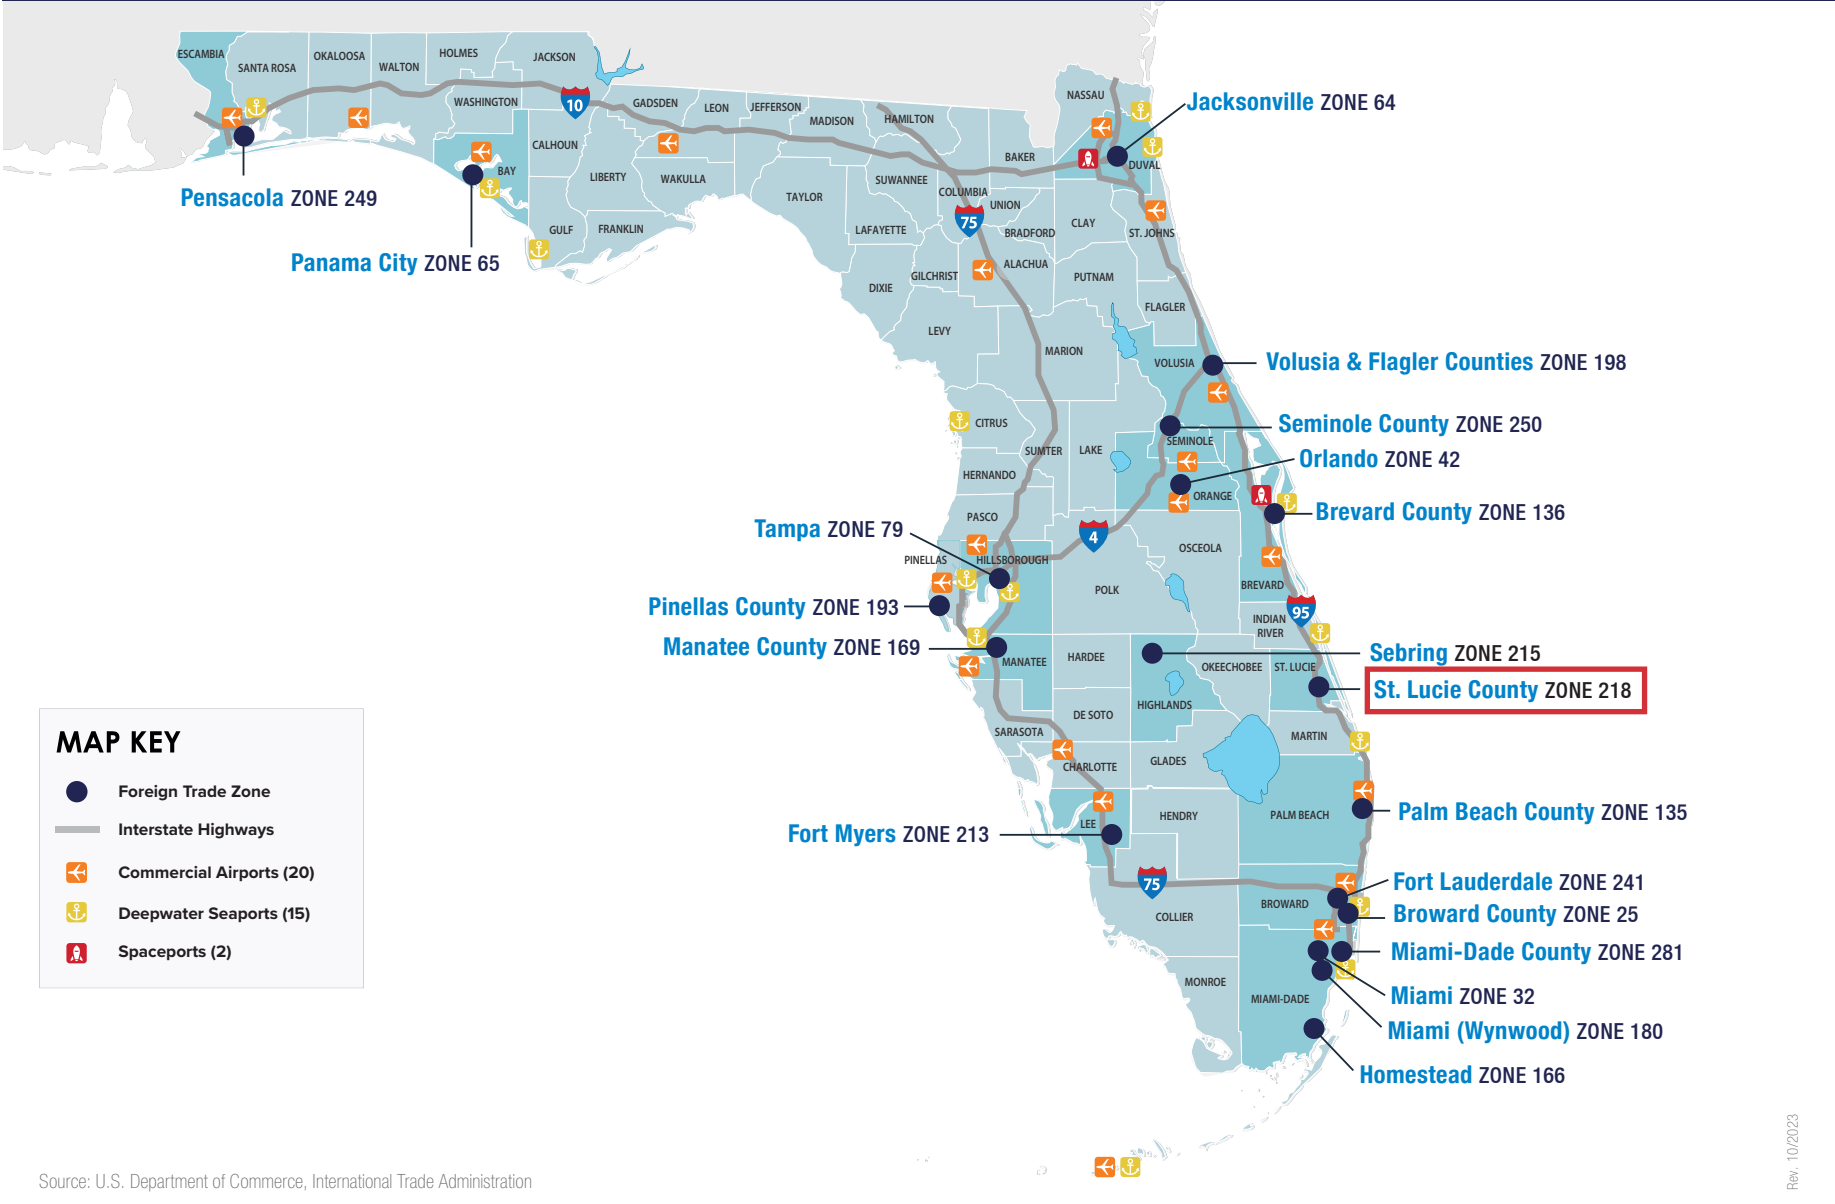 ESCAMBIA
SANTA ROSA
OKALOOSA
WALTON
HOLMES
JACKSON
WASHINGTON
10
GADSDEN
LEON
JEFFERSON
MADISON
HAMILTON
NASSAU
Jacksonville ZONE 64
CALHOUN
BAY
LIBERTY
WAKULLA
TAYLOR
SUWANNEE
COLUMBIA
BAKER
DUVAL
Pensacola ZONE 249
UNION
75
BRADFORD
CLAY
ST. JOHNS
GULF
FRANKLIN
LAFAYETTE
Panama City ZONE 65
GILCHRIST
ALACHUA
PUTNAM
DIXIE
FLAGLER
LEVY
MARION
VOLUSIA
Volusia & Flagler Counties ZONE 198
CITRUS
Seminole County ZONE 250
SEMINOLE
SUMTER
LAKE
Orlando ZONE 42
HERNANDO
ORANGE
Brevard County ZONE 136
PASCO
Tampa ZONE 79
4
OSCEOLA
PINELLAS
HILLSBOROUGH
POLK
BREVARD
Pinellas County ZONE 193
95
INDIAN
RIVER
Manatee County ZONE 169
MANATEE
HARDEE
Sebring ZONE 215
OKEECHOBEE
ST. LUCIE
St. Lucie County ZONE 218
HIGHLANDS
DE SOTO
SARASOTA
MARTIN
CHARLOTTE
GLADES
Palm Beach County ZONE 135
PALM BEACH
HENDRY
LEE
Fort Myers ZONE 213
75
Fort Lauderdale ZONE 241
BROWARD
Broward County ZONE 25
COLLIER
Miami-Dade County ZONE 281
MONROE
MIAMI-DADE
Miami ZONE 32
Miami (Wynwood) ZONE 180
Homestead ZONE 166
MAP KEY
Foreign Trade Zone
Interstate Highways
Commercial Airports (20)
Deepwater Seaports (15)
Spaceports (2)
Source: U.S. Department of Commerce, International Trade Administration
Rev. 10/2023